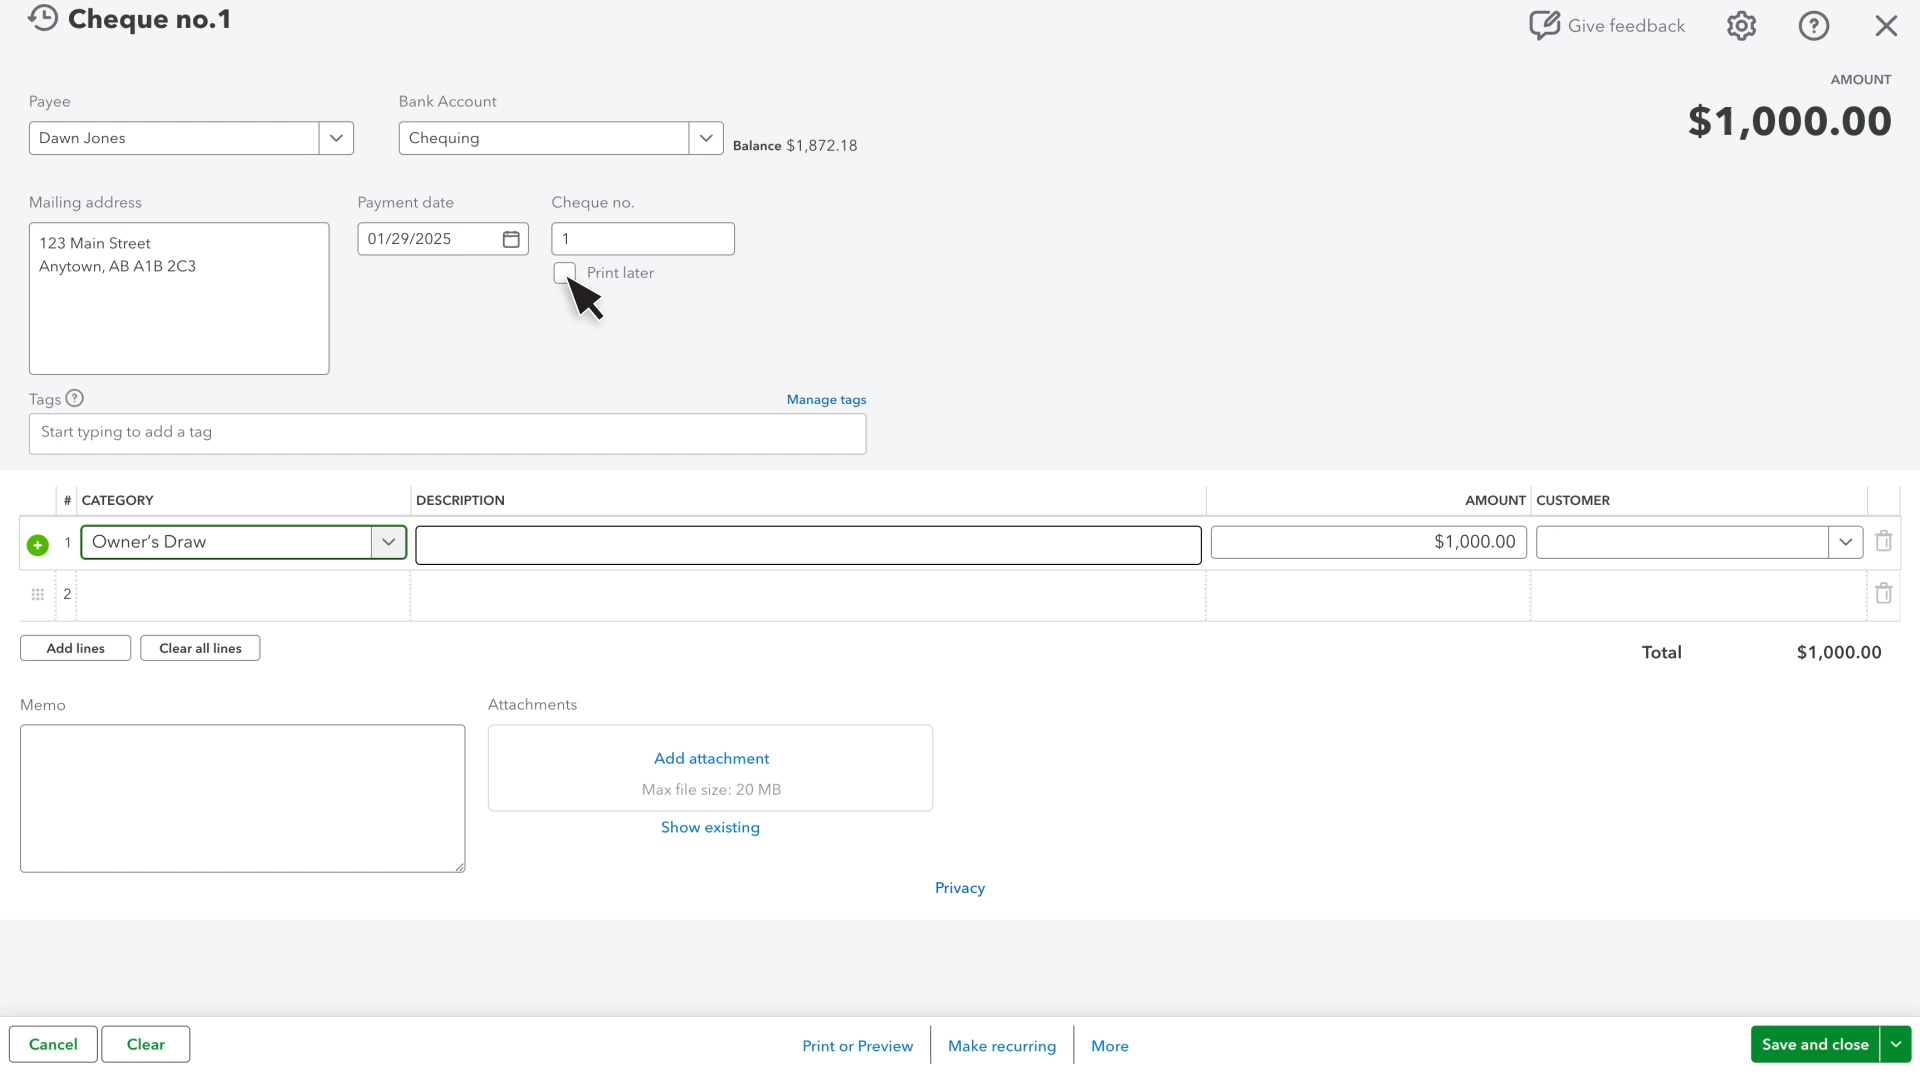 Cheque no.1
Give feedback
AMOUNT
$1,000.00
Payee
Bank Account
Dawn Jones
Chequing
Balance $1,872.18
Mailing address
Payment date
Cheque no.
123 Main Street
Anytown, AB A1B 2C3
01/29/2025
1
Print later
Tags
Manage tags
Start typing to add a tag
# CATEGORY DESCRIPTION AMOUNT CUSTOMER
1 Owner's Draw $1,000.00
2
Add lines
Clear all lines
Total $1,000.00
Memo
Attachments
Add attachment
Max file size: 20 MB
Show existing
Privacy
Cancel
Clear
Print or Preview
Make recurring
More
Save and close